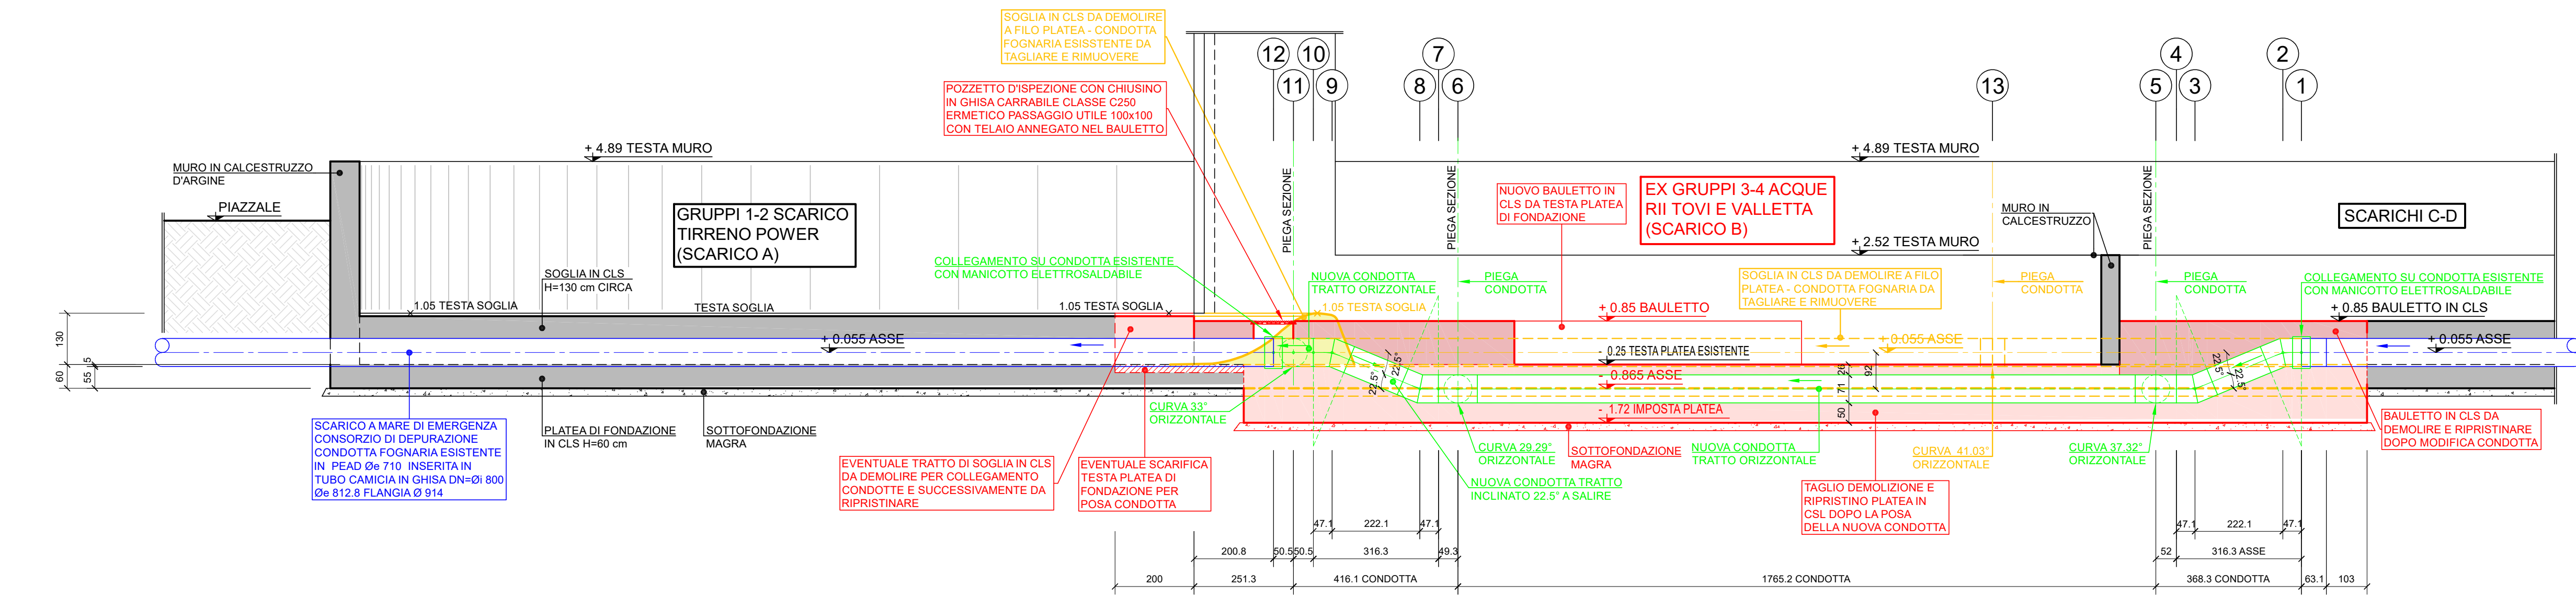 SOGLIA IN CLS DA DEMOLIRE
A FILO PLATEA - CONDOTTA
FOGNARIA ESISSTENTE DA
TAGLIARE E RIMUOVERE
POZZETTO D'ISPEZIONE CON CHIUSINO
IN GHISA CARRABILE CLASSE C250
ERMETICO PASSAGGIO UTILE 100x100
CON TELAIO ANNEGATO NEL BAULETTO
12
10
7
4
2
11
9
8
6
13
5
3
1
MURO IN CALCESTRUZZO
D'ARGINE
+ 4.89 TESTA MURO
+ 4.89 TESTA MURO
PIAZZALE
GRUPPI 1-2 SCARICO
TIRRENO POWER
(SCARICO A)
PIEGA SEZIONE
PIEGA SEZIONE
NUOVO BAULETTO IN
CLS DA TESTA PLATEA
DI FONDAZIONE
EX GRUPPI 3-4 ACQUE
RII TOVI E VALLETTA
(SCARICO B)
MURO IN
CALCESTRUZZO
PIEGA SEZIONE
SCARICHI C-D
+ 2.52 TESTA MURO
SOGLIA IN CLS
H=130 cm CIRCA
COLLEGAMENTO SU CONDOTTA ESISTENTE
CON MANICOTTO ELETTROSALDABILE
NUOVA CONDOTTA
TRATTO ORIZZONTALE
PIEGA
CONDOTTA
SOGLIA IN CLS DA DEMOLIRE A FILO
PLATEA - CONDOTTA FOGNARIA DA
TAGLIARE E RIMUOVERE
PIEGA
CONDOTTA
PIEGA
CONDOTTA
COLLEGAMENTO SU CONDOTTA ESISTENTE
CON MANICOTTO ELETTROSALDABILE
1.05 TESTA SOGLIA
TESTA SOGLIA
1.05 TESTA SOGLIA
1.05 TESTA SOGLIA
+ 0.85 BAULETTO
+ 0.85 BAULETTO IN CLS
+ 0.055 ASSE
+ 0.055 ASSE
+ 0.055 ASSE
- 0.25 TESTA PLATEA ESISTENTE
- 0.865 ASSE
- 1.72 IMPOSTA PLATEA
130
5
60
55
22.5°
22.5°
26
92
71
50
22.5°
22.5°
CURVA 33°
ORIZZONTALE
SCARICO A MARE DI EMERGENZA
CONSORZIO DI DEPURAZIONE
CONDOTTA FOGNARIA ESISTENTE
IN PEAD Øe 710 INSERITA IN
TUBO CAMICIA IN GHISA DN=Øi 800
Øe 812.8 FLANGIA Ø 914
PLATEA DI FONDAZIONE
IN CLS H=60 cm
SOTTOFONDAZIONE
MAGRA
EVENTUALE TRATTO DI SOGLIA IN CLS
DA DEMOLIRE PER COLLEGAMENTO
CONDOTTE E SUCCESSIVAMENTE DA
RIPRISTINARE
EVENTUALE SCARIFICA
TESTA PLATEA DI
FONDAZIONE PER
POSA CONDOTTA
CURVA 29.29°
ORIZZONTALE
NUOVA CONDOTTA TRATTO
INCLINATO 22.5° A SALIRE
SOTTOFONDAZIONE
MAGRA
NUOVA CONDOTTA
TRATTO ORIZZONTALE
TAGLIO DEMOLIZIONE E
RIPRISTINO PLATEA IN
CSL DOPO LA POSA
DELLA NUOVA CONDOTTA
CURVA 41.03°
ORIZZONTALE
CURVA 37.32°
ORIZZONTALE
BAULETTO IN CLS DA
DEMOLIRE E RIPRISTINARE
DOPO MODIFICA CONDOTTA
47.1
222.1
47.1
47.1
222.1
47.1
200.8
50.5
50.5
316.3
49.3
52
316.3 ASSE
200
251.3
416.1 CONDOTTA
1765.2 CONDOTTA
368.3 CONDOTTA
63.1
103